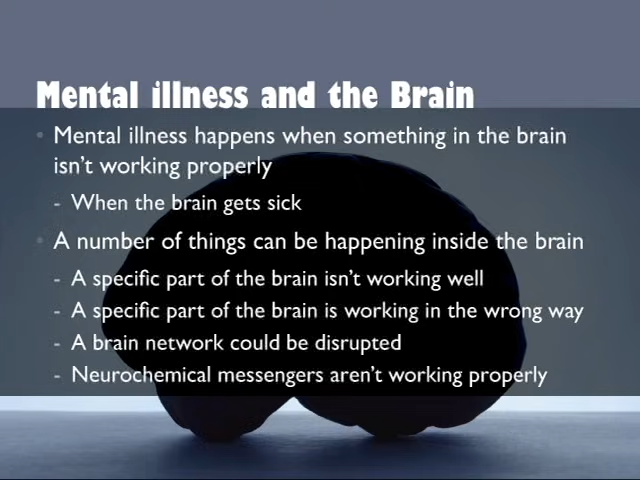 Mental illness and the Brain
• Mental illness happens when something in the brain
isn't working properly
- When the brain gets sick
• A number of things can be happening inside the brain
- A specific part of the brain isn't working well
- A specific part of the brain is working in the wrong way
- A brain network could be disrupted
- Neurochemical messengers aren't working properly